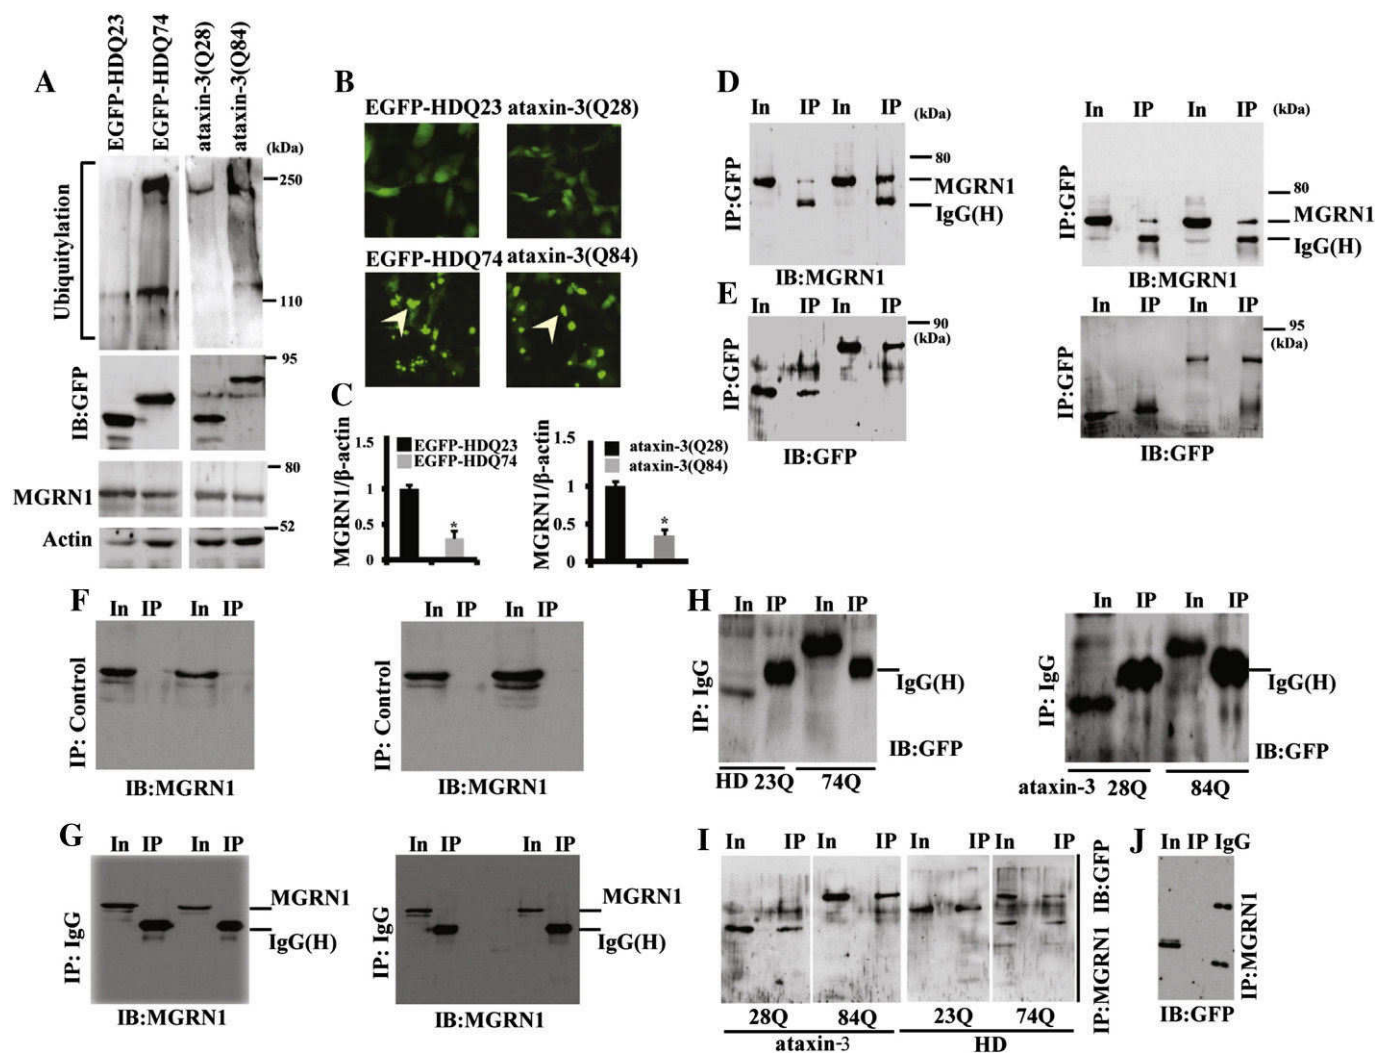 A
EGFP-HDQ23
EGFP-HDQ74
ataxin-3(Q28)
ataxin-3(Q84)
(kDa)
Ubiquitylation
250
110
IB:GFP
95
80
MGRN1
52
Actin
B
EGFP-HDQ23 ataxin-3(Q28)
EGFP-HDQ74 ataxin-3(Q84)
C
MGRN1/β-actin
1.5
1
0.5
0
EGFP-HDQ23
EGFP-HDQ74
*
MGRN1/β-actin
1.5
1
0.5
0
ataxin-3(Q28)
ataxin-3(Q84)
*
D
In IP In IP (kDa)
IP:GFP
80
MGRN1
IgG(H)
IB:MGRN1
In IP In IP (kDa)
IP:GFP
80
MGRN1
IgG(H)
IB:MGRN1
E
In IP In IP
90
(kDa)
IP:GFP
IB:GFP
In IP In IP
95
(kDa)
IP:GFP
IB:GFP
F
In IP In IP
IP: Control
IB:MGRN1
In IP In IP
IP: Control
IB:MGRN1
G
In IP In IP
IP: IgG
MGRN1
IgG(H)
IB:MGRN1
In IP In IP
IP: IgG
MGRN1
IgG(H)
IB:MGRN1
H
In IP In IP
IP: IgG
IgG(H)
IB:GFP
HD 23Q 74Q
In IP In IP
IP: IgG
IgG(H)
IB:GFP
ataxin-3 28Q 84Q
I
In IP In IP In IP In IP
IP:MGRN1 IB:GFP
28Q 84Q 23Q 74Q
ataxin-3 HD
J
In IP IgG
IP:MGRN1
IB:GFP